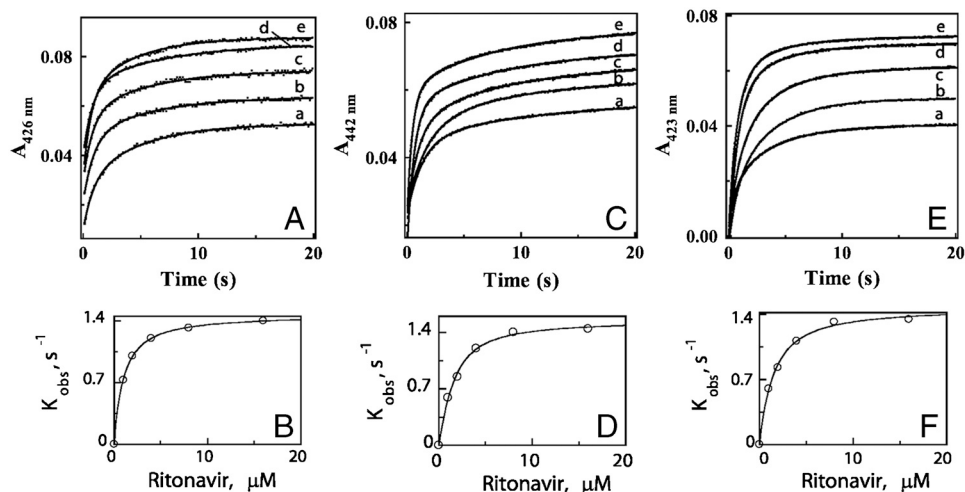 A426 nm
0.08
0.04
d
e
c
b
a
A
0
10
20
Time (s)
A442 nm
0.08
0.04
e
d
c
b
a
C
0
10
20
Time (s)
A423 nm
0.08
0.04
0.00
e
d
c
b
a
E
0
10
20
Time (s)
Kobs, s-1
1.4
0.7
0
B
0
10
20
Ritonavir, μM
Kobs, s-1
1.4
0.7
0
D
0
10
20
Ritonavir, μM
Kobs, s-1
1.4
0.7
0
F
0
10
20
Ritonavir, μM